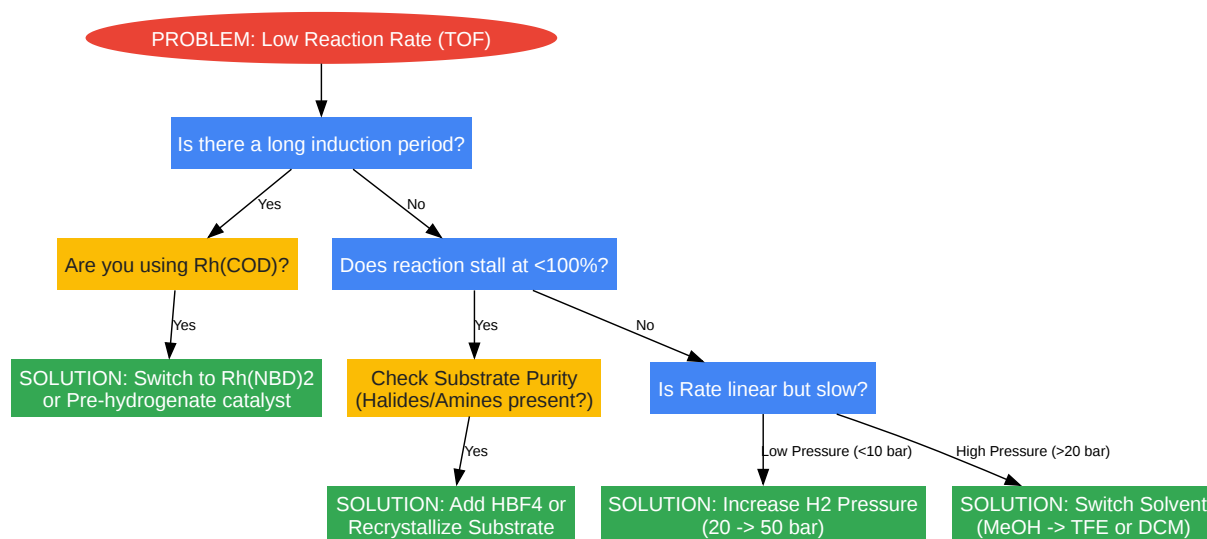 PROBLEM: Low Reaction Rate (TOF)
Is there a long induction period?
Yes
No
Are you using Rh(COD)?
Does reaction stall at <100%?
Yes
Yes
No
SOLUTION: Switch to Rh(NBD)2
or Pre-hydrogenate catalyst
Check Substrate Purity
(Halides/Amines present?)
Is Rate linear but slow?
Yes
Low Pressure (<10 bar)
High Pressure (>20 bar)
SOLUTION: Add HBF4 or
Recrystallize Substrate
SOLUTION: Increase H2 Pressure
(20 -> 50 bar)
SOLUTION: Switch Solvent
(MeOH -> TFE or DCM)